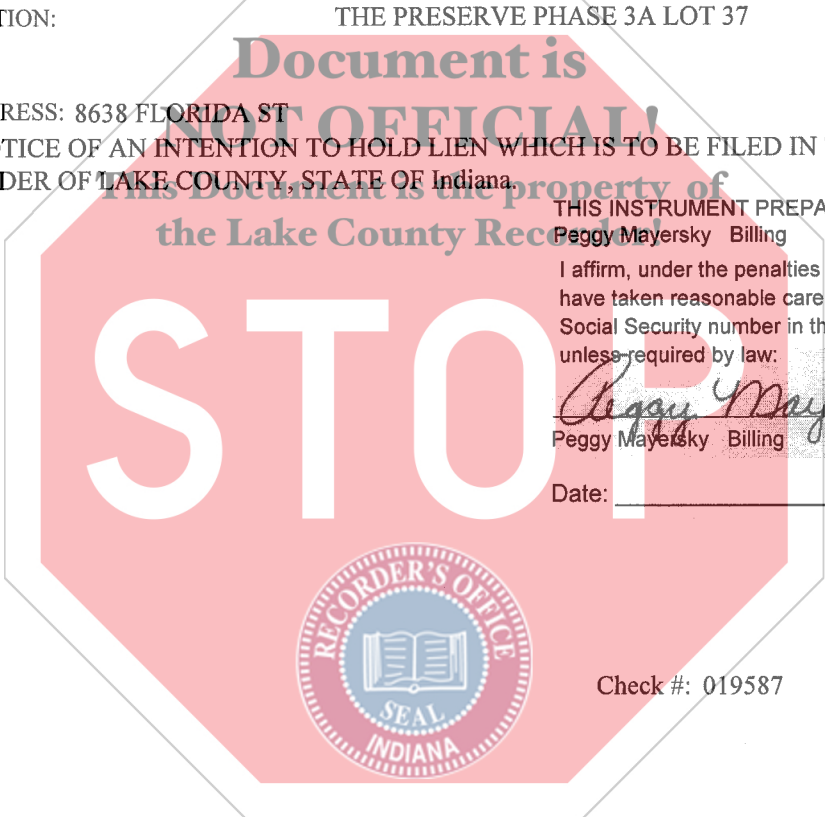 TION: THE PRESERVE PHASE 3A LOT 37
Document is
RESS: 8638 FLORIDA ST
NOT OFFICIAL!
TICE OF AN INTENTION TO HOLD LIEN WHICH IS TO BE FILED IN
DER OF LAKE COUNTY, STATE OF Indiana.
This Document is the property of
the Lake County Recorder!
THIS INSTRUMENT PREPA
Peggy Mayersky Billing
I affirm, under the penalties
have taken reasonable care
Social Security number in th
unless required by law:
Peggy May
Peggy Mayersky Billing
Date:
STOP
RECORDER'S OFFICE
SEAL
INDIANA
Check #: 019587